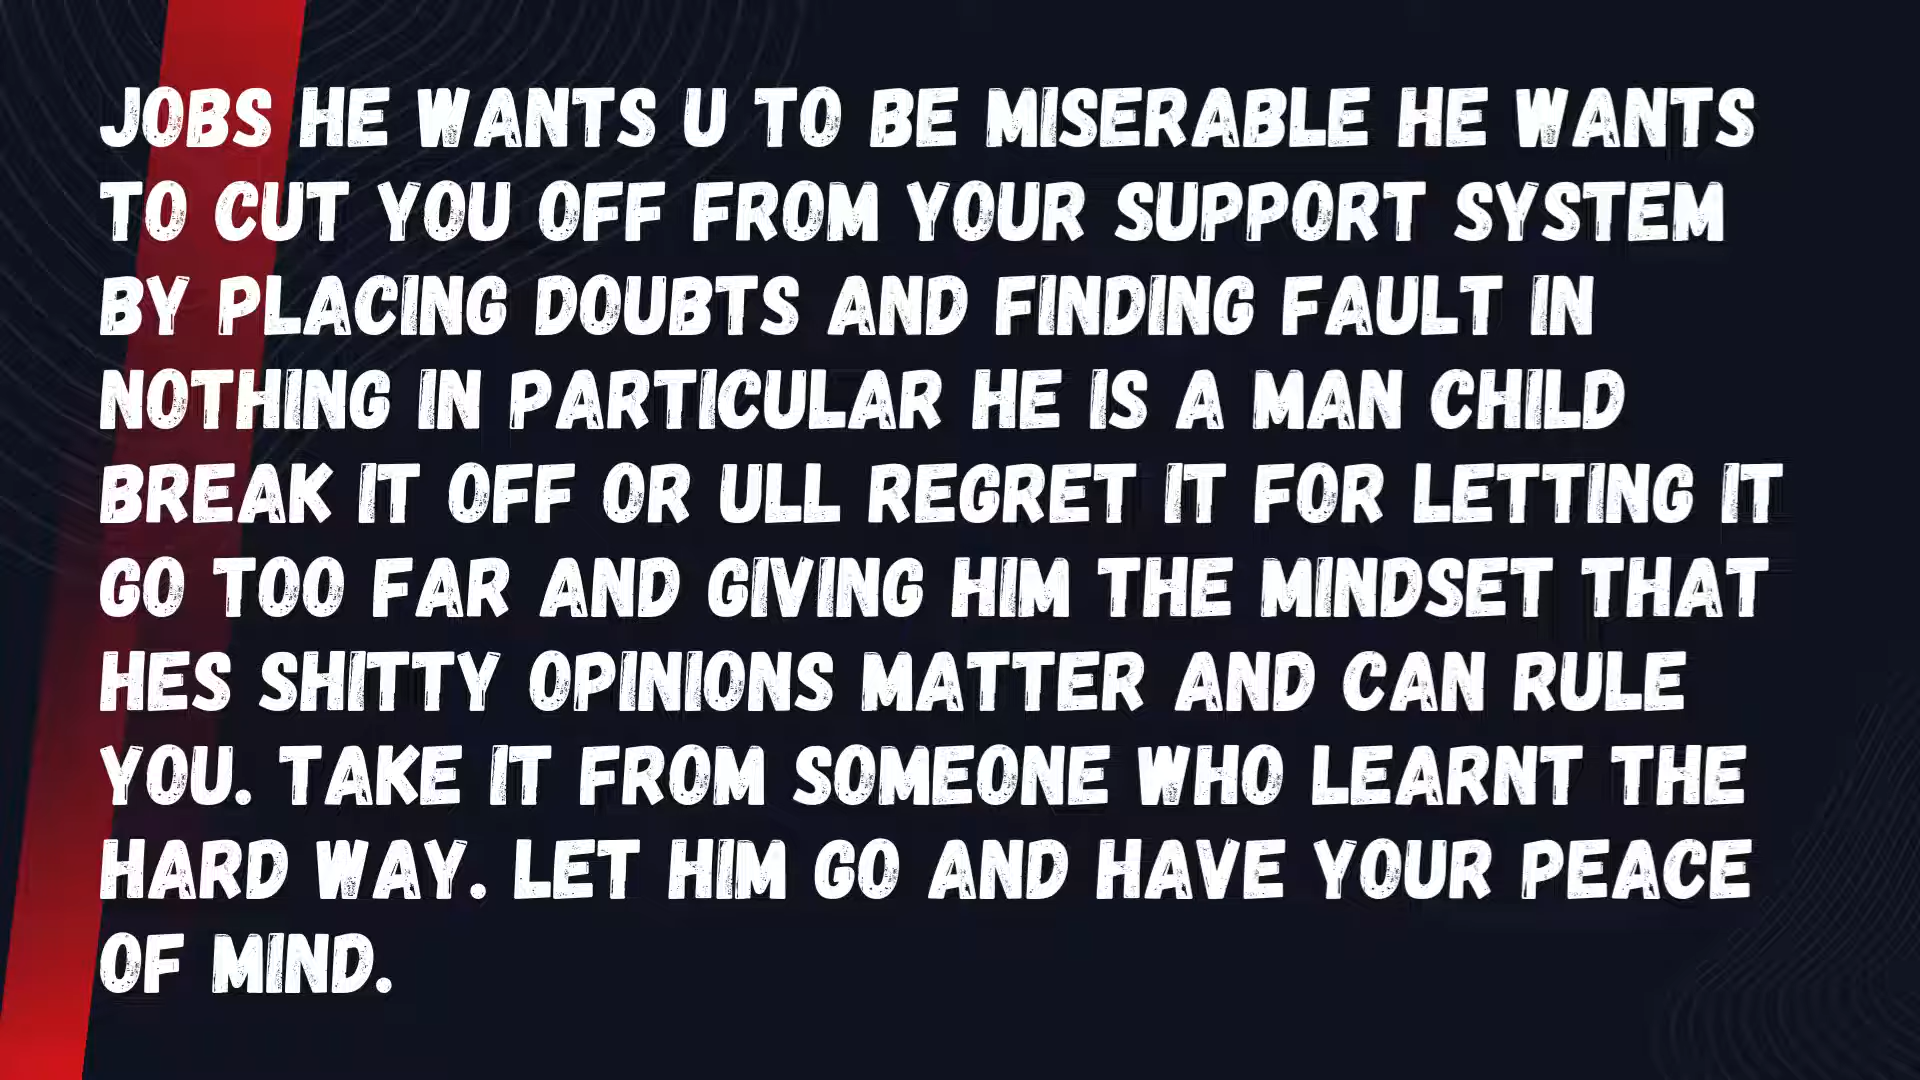 JOBS HE WANTS U TO BE MISERABLE HE WANTS
TO CUT YOU OFF FROM YOUR SUPPORT SYSTEM
BY PLACING DOUBTS AND FINDING FAULT IN
NOTHING IN PARTICULAR HE IS A MAN CHILD
BREAK IT OFF OR ULL REGRET IT FOR LETTING IT
GO TOO FAR AND GIVING HIM THE MINDSET THAT
HES SHITTY OPINIONS MATTER AND CAN RULE
YOU. TAKE IT FROM SOMEONE WHO LEARNT THE
HARD WAY. LET HIM GO AND HAVE YOUR PEACE
OF MIND.